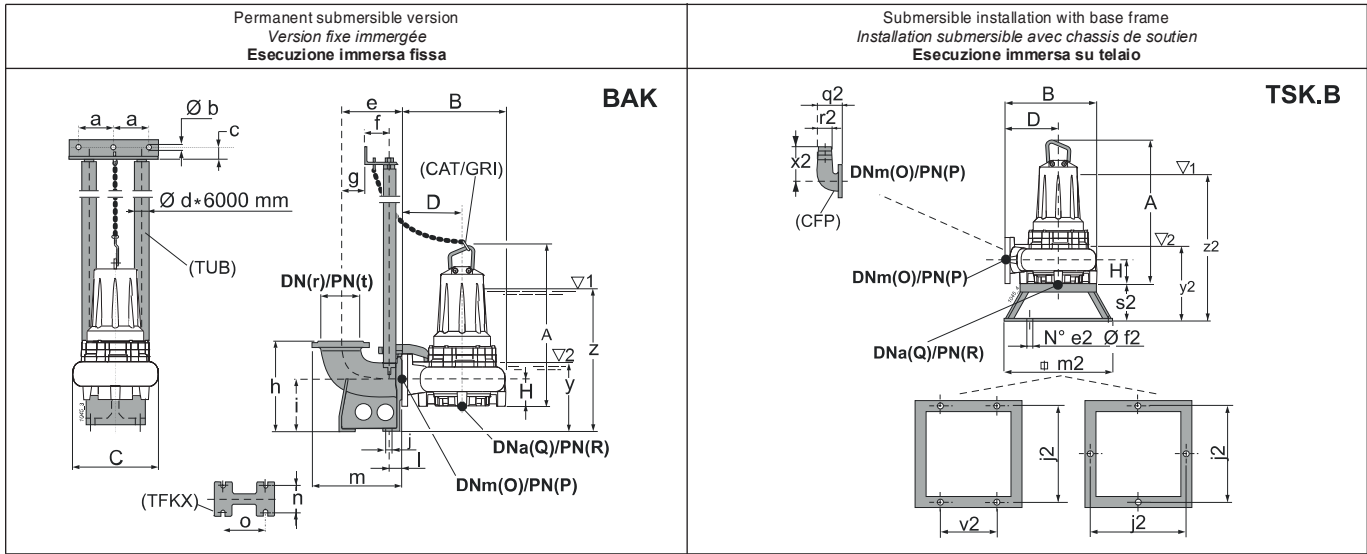 Permanent submersible version
Version fixe immergée
Esecuzione immersa fissa
Submersible installation with base frame
Installation submersible avec chassis de soutien
Esecuzione immersa su telaio
BAK
a a Ø b
c
Ø d*6000 mm
(TUB)
C
(TFKX)
n
o
e B
f
(CAT/GRI)
g
D
DN(r)/PN(t)
▽1
A
z
▽2
h
i
H
y
j
l
m
DNa(Q)/PN(R)
DNm(O)/PN(P)
TSK.B
q2
r2
x2
DNm(O)/PN(P)
(CFP)
B
D
▽1
A
z2
▽2
DNm(O)/PN(P)
H
y2
s2
N° e2 Ø f2
DNa(Q)/PN(R)
m2
j2
v2
j2
j2